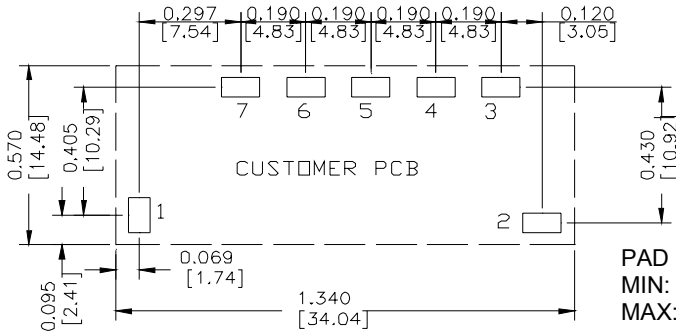 0.297 0.190 0.190 0.190 0.190 0.120
[7.54] [4.83] [4.83] [4.83] [4.83] [3.05]
7 6 5 4 3
0.570
[14.48]
0.405
[10.29]
0.430
[10.92]
CUSTOMER PCB
1
2
0.069
[1.74]
0.095
[2.41]
1.340
[34.04]
PAD
MIN:
MAX: